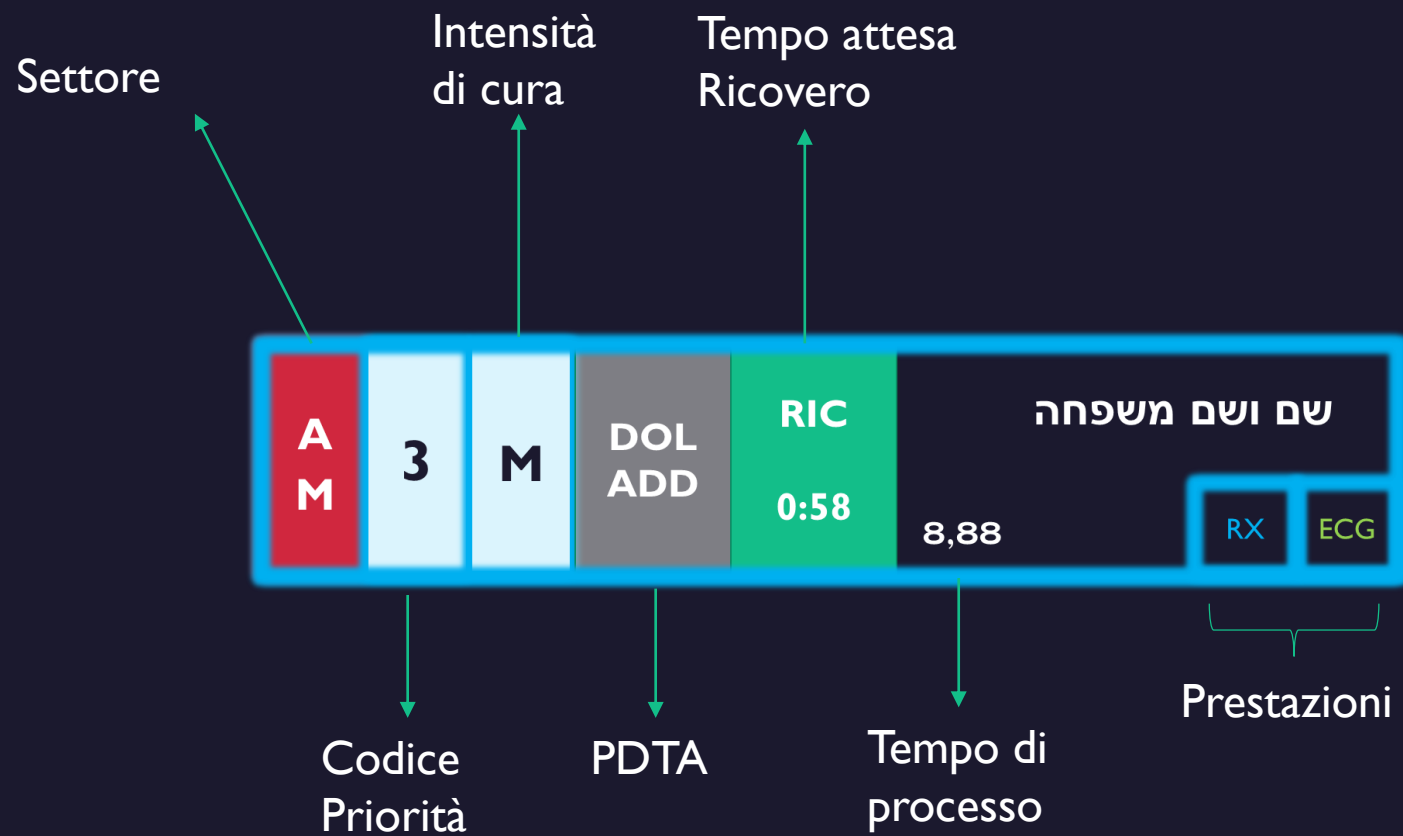 Settore
Intensità
di cura
Tempo attesa
Ricovero
A
M
3
M
DOL
ADD
RIC
0:58
שם ושם משפחה
8,88
RX
ECG
Codice
Priorità
PDTA
Tempo di
processo
Prestazioni